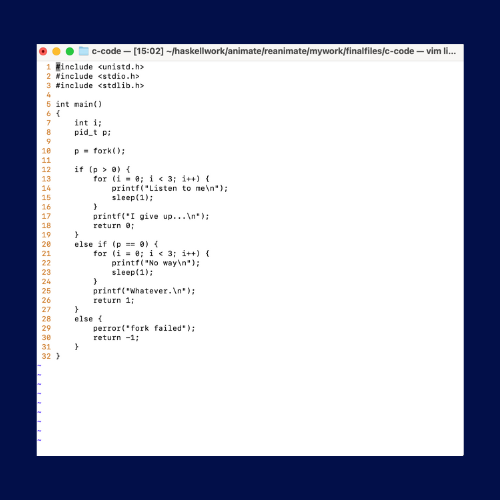 c-code — [15:02] ~/haskellwork/animate/reanimate/mywork/finalfiles/c-code — vim li...
1 #include <unistd.h>
2 #include <stdio.h>
3 #include <stdlib.h>
4
5 int main()
6 {
7     int i;
8     pid_t p;
9
10     p = fork();
11
12     if (p > 0) {
13         for (i = 0; i < 3; i++) {
14             printf("Listen to me\n");
15             sleep(1);
16         }
17         printf("I give up...\n");
18         return 0;
19     }
20     else if (p == 0) {
21         for (i = 0; i < 3; i++) {
22             printf("No way\n");
23             sleep(1);
24         }
25         printf("Whatever.\n");
26         return 1;
27     }
28     else {
29         perror("fork failed");
30         return -1;
31     }
32 }
~
~
~
~
~
~
~
~
~